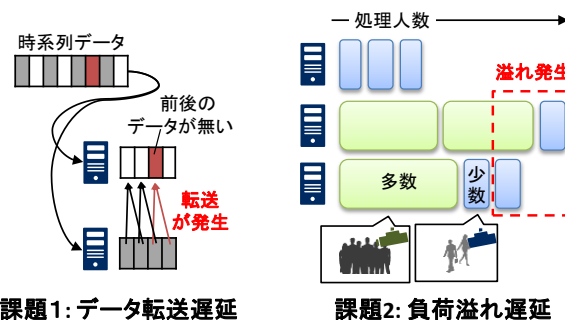 時系列データ
前後の
データが無い
転送
が発生
課題1: データ転送遅延
処理人数
溢れ発生
多数
少
数
課題2: 負荷溢れ遅延